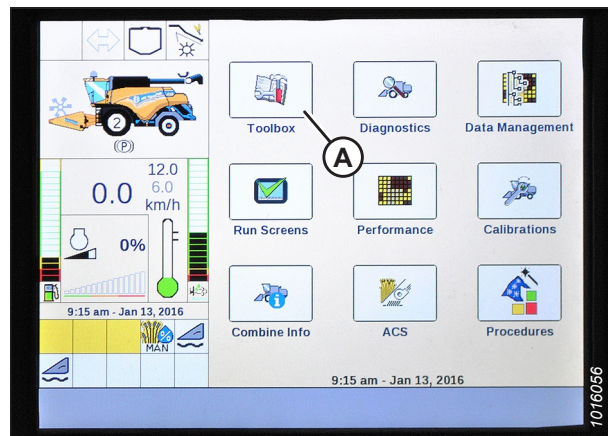 Toolbox
Diagnostics
Data Management
A
2
(P)
12.0
6.0
0.0
km/h
Run Screens
Performance
Calibrations
0%
9:15 am - Jan 13, 2016
MAN
Combine Info
ACS
Procedures
9:15 am - Jan 13, 2016
1016056